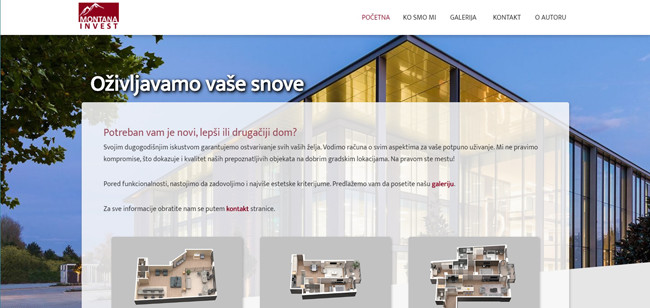 MONTANA
INVEST
POČETNA KO SMO MI GALERIJA KONTAKT O AUTORU
Oživljavamo vaše snove
Potreban vam je novi, lepši ili drugačiji dom?
Svojim dugogodišnjim iskustvom garantujemo ostvarivanje svih vaših želja. Vodimo računa o svim aspektima za vaše potpuno uživanje. Mi ne pravimo
kompromise, što dokazuje i kvalitet naših prepoznatljivih objekata na dobrim gradskim lokacijama. Na pravom ste mestu!
Pored funkcionalnosti, nastojimo da zadovoljimo i najviše estetske kriterijume. Predlažemo vam da posetite našu galeriju.
Za sve informacije obratite nam se putem kontakt stranice.